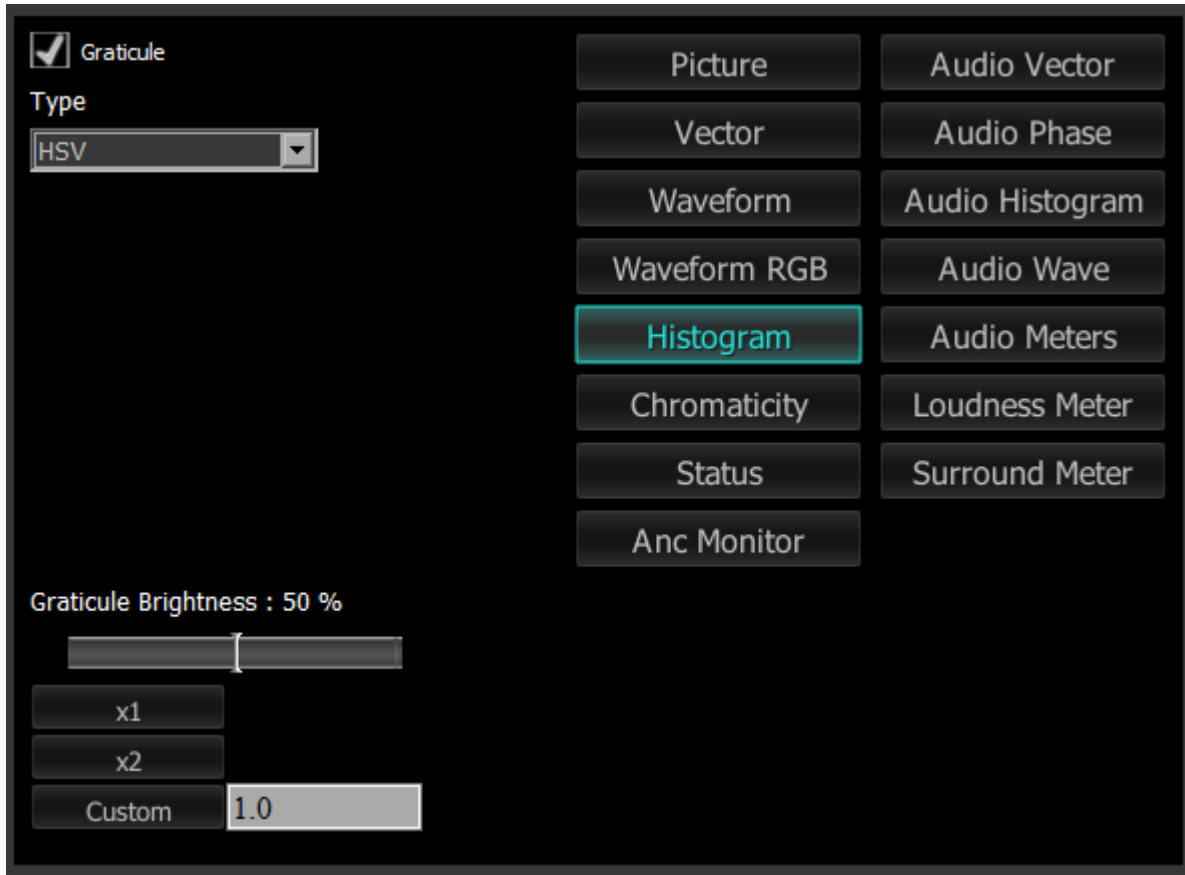 Graticule
Type
HSV
Picture
Vector
Waveform
Waveform RGB
Histogram
Chromaticity
Status
Anc Monitor
Audio Vector
Audio Phase
Audio Histogram
Audio Wave
Audio Meters
Loudness Meter
Surround Meter
Graticule Brightness : 50 %
x1
x2
Custom 1.0